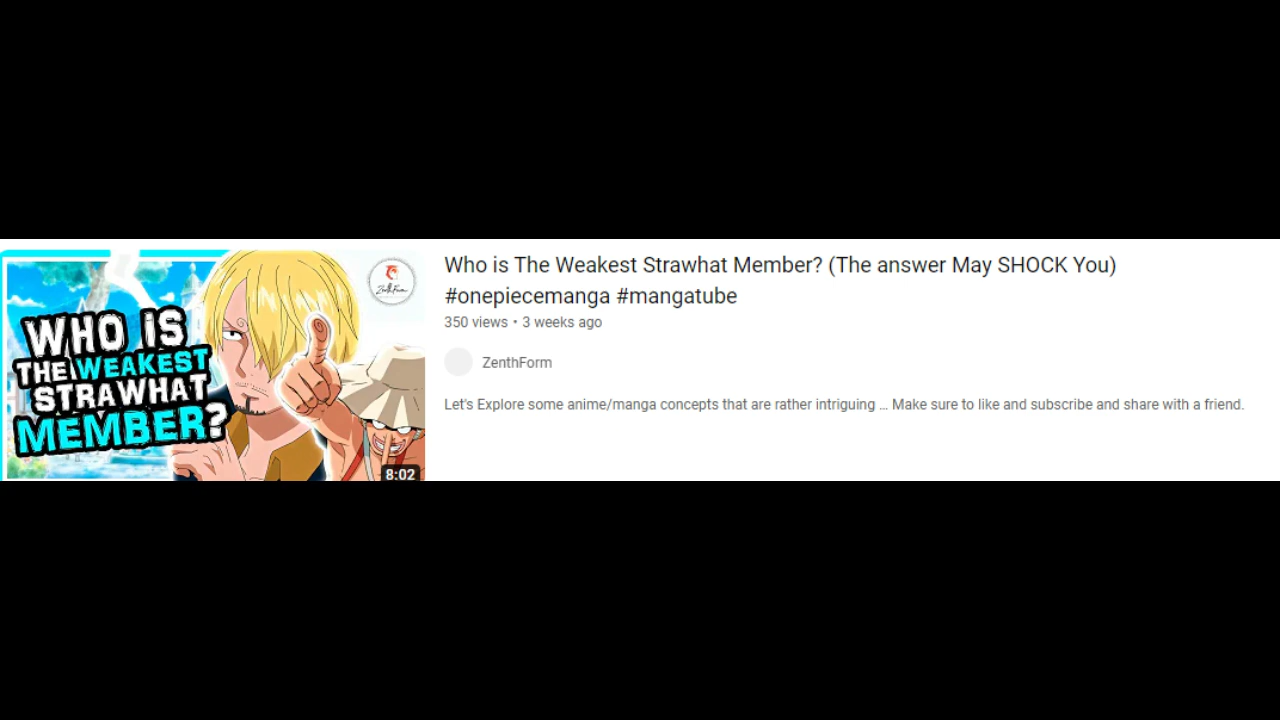 WHO IS
THE WEAKEST
STRAWHAT
MEMBER?
ZenthForm
8:02
Who is The Weakest Strawhat Member? (The answer May SHOCK You)
#onepiecemanga #mangatube
350 views • 3 weeks ago
ZenthForm
Let's Explore some anime/manga concepts that are rather intriguing ... Make sure to like and subscribe and share with a friend.